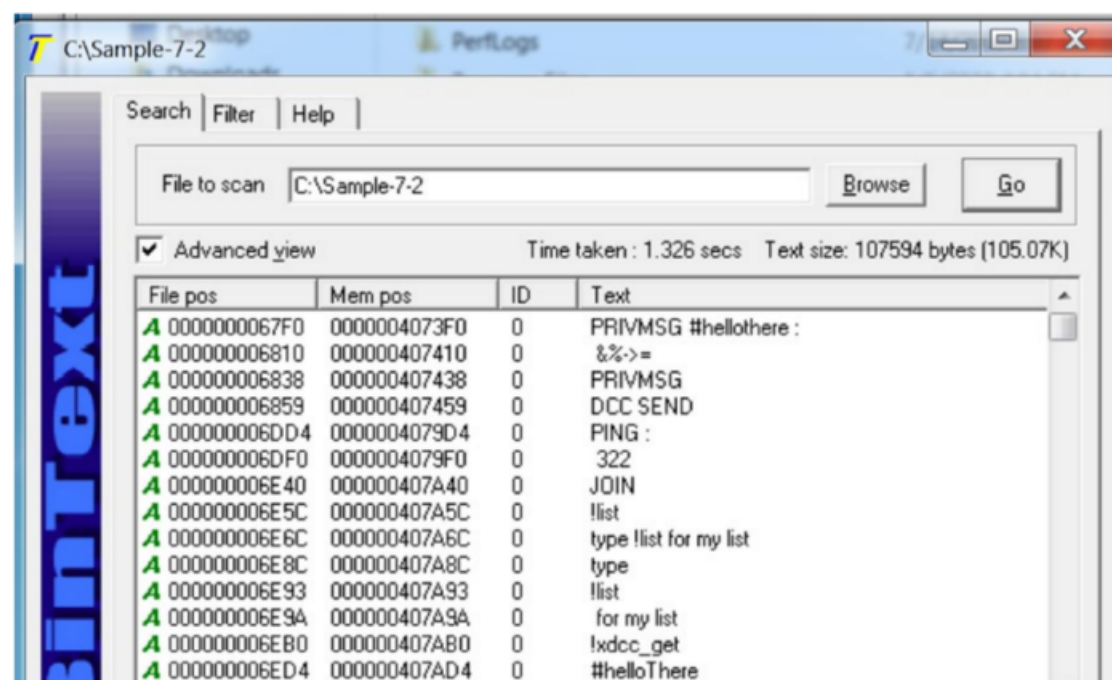 Desktop
PerfLogs
C:\Sample-7-2
Search Filter Help
File to scan C:\Sample-7-2 Browse Go
Advanced view Time taken : 1.326 secs Text size: 107594 bytes (105.07K)
File pos Mem pos ID Text
A 0000000067F0 0000004073F0 0 PRIVMSG #hellothere :
A 000000006810 000000407410 0 &%->=
A 000000006838 000000407438 0 PRIVMSG
A 000000006859 000000407459 0 DCC SEND
A 000000006DD4 0000004079D4 0 PING :
A 000000006DF0 0000004079F0 0 322
A 000000006E40 000000407A40 0 JOIN
A 000000006E5C 000000407A5C 0 !list
A 000000006E6C 000000407A6C 0 type !list for my list
A 000000006E8C 000000407A8C 0 type
A 000000006E93 000000407A93 0 !list
A 000000006E9A 000000407A9A 0 for my list
A 000000006EB0 000000407AB0 0 !xdcc_get
A 000000006ED4 000000407AD4 0 #helloThere
BinText